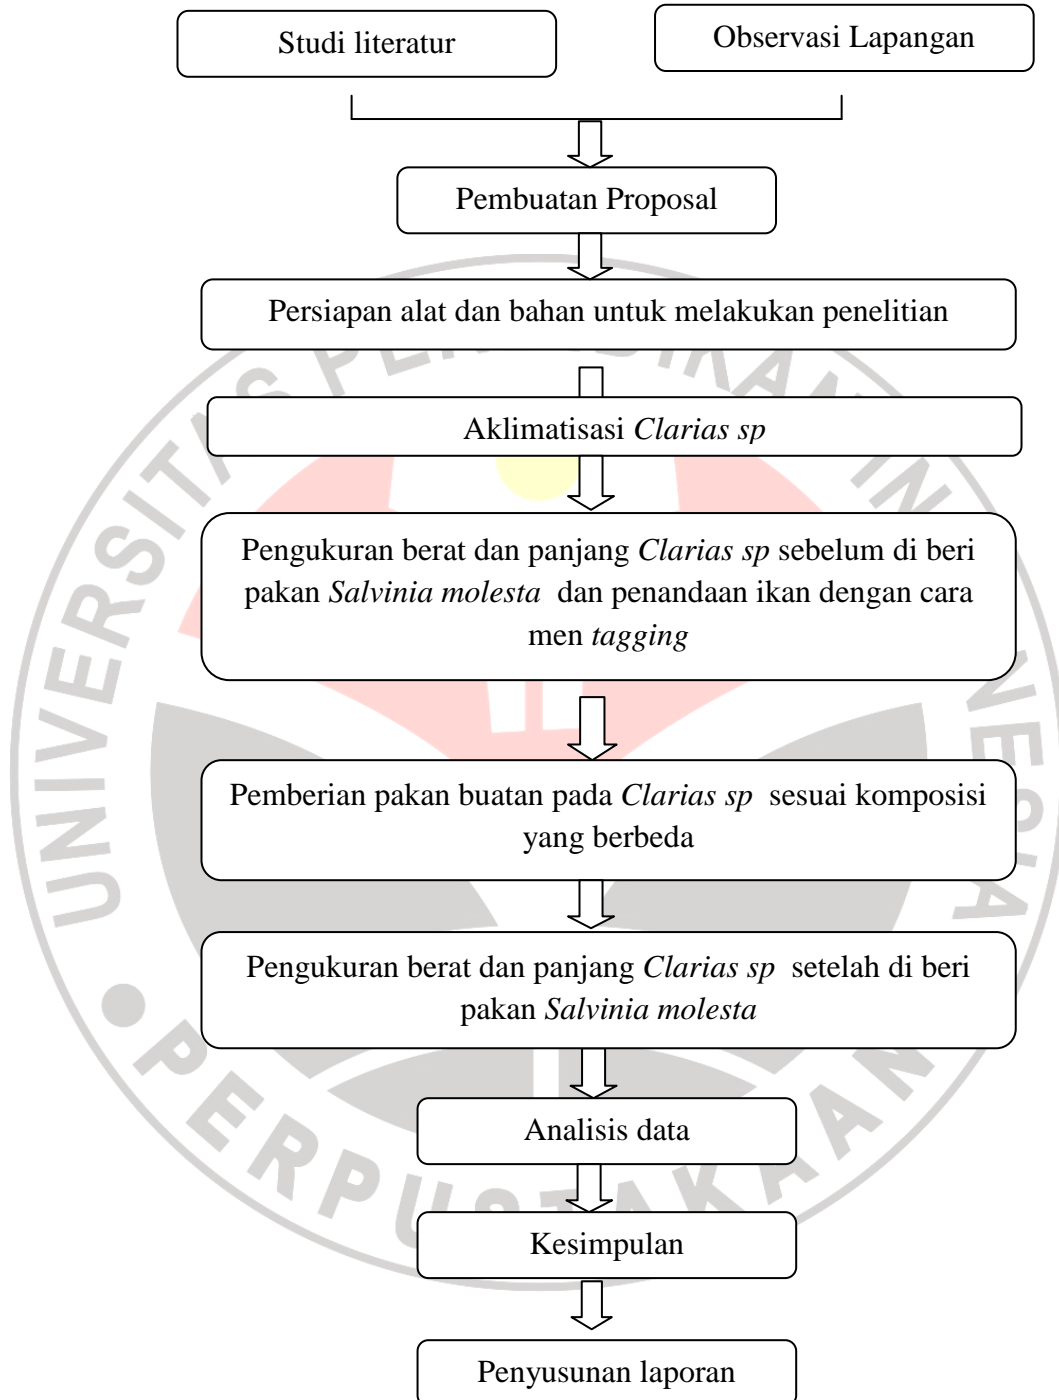 Studi literatur
Observasi Lapangan
Pembuatan Proposal
Persiapan alat dan bahan untuk melakukan penelitian
Aklimatisasi Clarias sp
Pengukuran berat dan panjang Clarias sp sebelum di beri
pakan Salvinia molesta dan penandaan ikan dengan cara
men tagging
Pemberian pakan buatan pada Clarias sp sesuai komposisi
yang berbeda
Pengukuran berat dan panjang Clarias sp setelah di beri
pakan Salvinia molesta
Analisis data
Kesimpulan
Penyusunan laporan
UNIVERSITAS
PERPUSTAKAAN